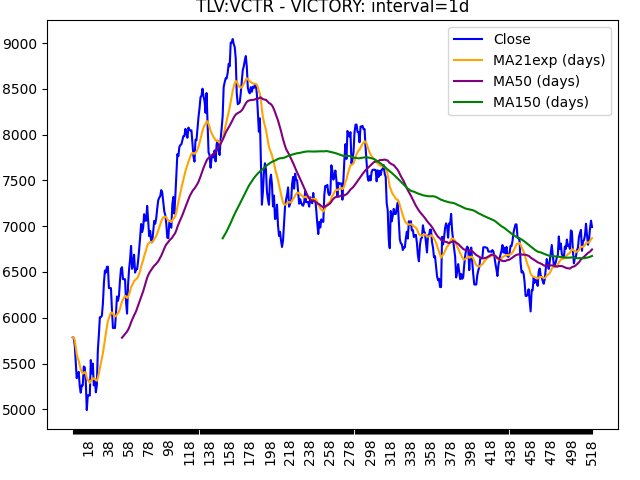 TLV:VCTR - VICTORY: interval=1d
Close
MA21exp (days)
MA50 (days)
MA150 (days)
9000
8500
8000
7500
7000
6500
6000
5500
5000
18 38 58 78 98 118 138 158 178 198 218 238 258 278 298 318 338 358 378 398 418 438 458 478 498 518